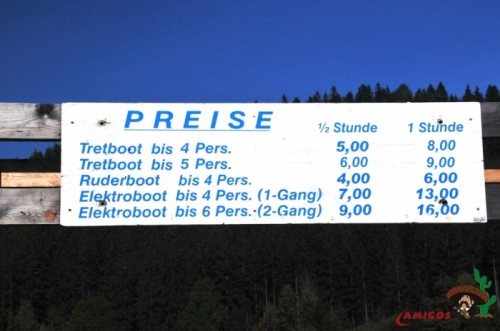 PREISE
½ Stunde 1 Stunde
Tretboot bis 4 Pers. 5,00 8,00
Tretboot bis 5 Pers. 6,00 9,00
Ruderboot bis 4 Pers. 4,00 6,00
Elektroboot bis 4 Pers. (1-Gang) 7,00 13,00
Elektroboot bis 6 Pers. (2-Gang) 9,00 16,00
CAMIGOS